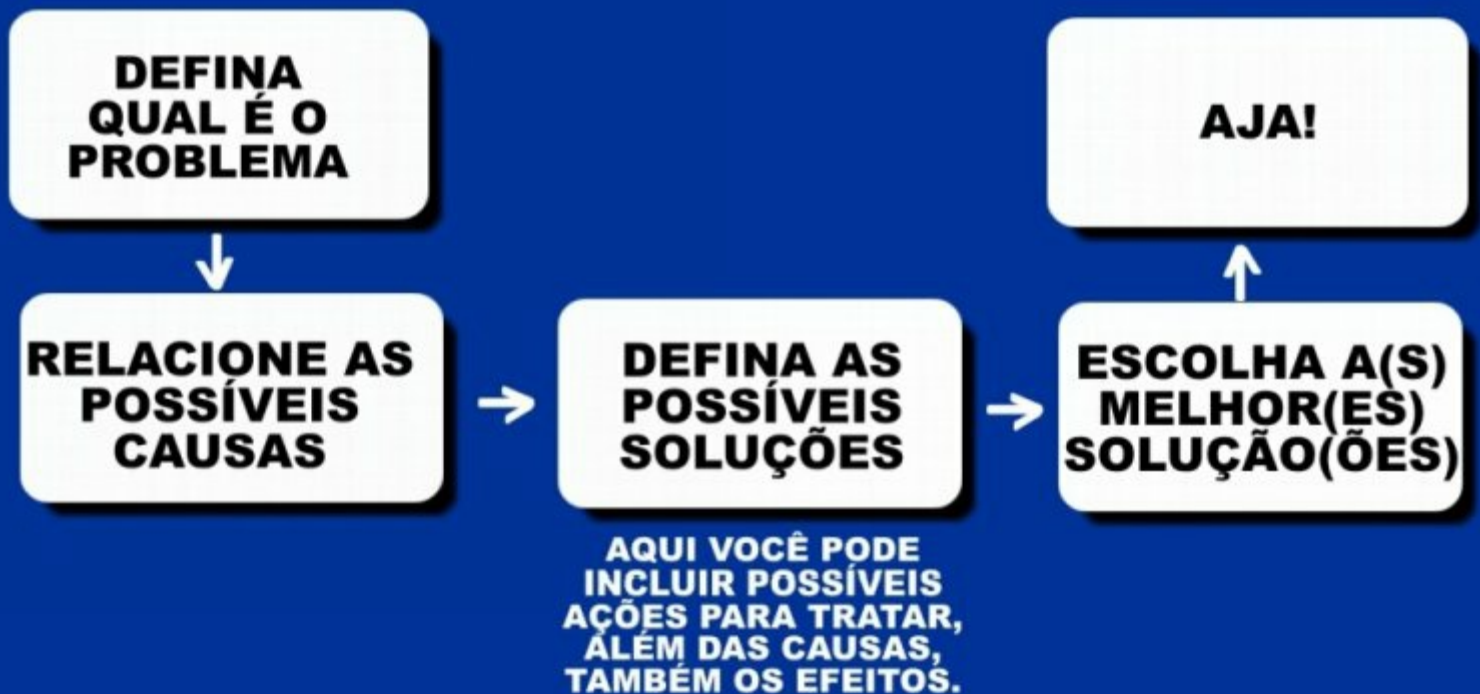 DEFINA
QUAL É O
PROBLEMA
RELACIONE AS
POSSÍVEIS
CAUSAS
DEFINA AS
POSSÍVEIS
SOLUÇÕES
AQUI VOCÊ PODE
INCLUIR POSSÍVEIS
AÇÕES PARA TRATAR,
ALÉM DAS CAUSAS,
TAMBÉM OS EFEITOS.
ESCOLHA A(S)
MELHOR(ES)
SOLUÇÃO(ÕES)
AJA!